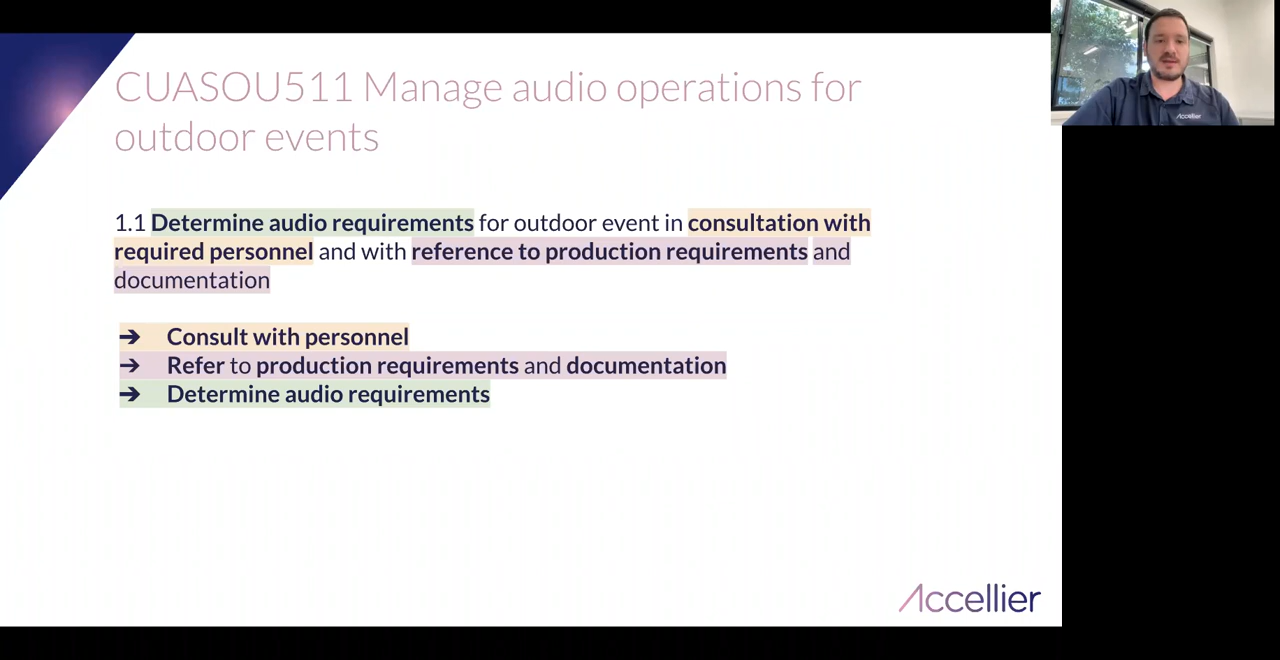 CUASOU511 Manage audio operations for
outdoor events
1.1 Determine audio requirements for outdoor event in consultation with
required personnel and with reference to production requirements and
documentation
➔ Consult with personnel
➔ Refer to production requirements and documentation
➔ Determine audio requirements
Accellier
Accellier